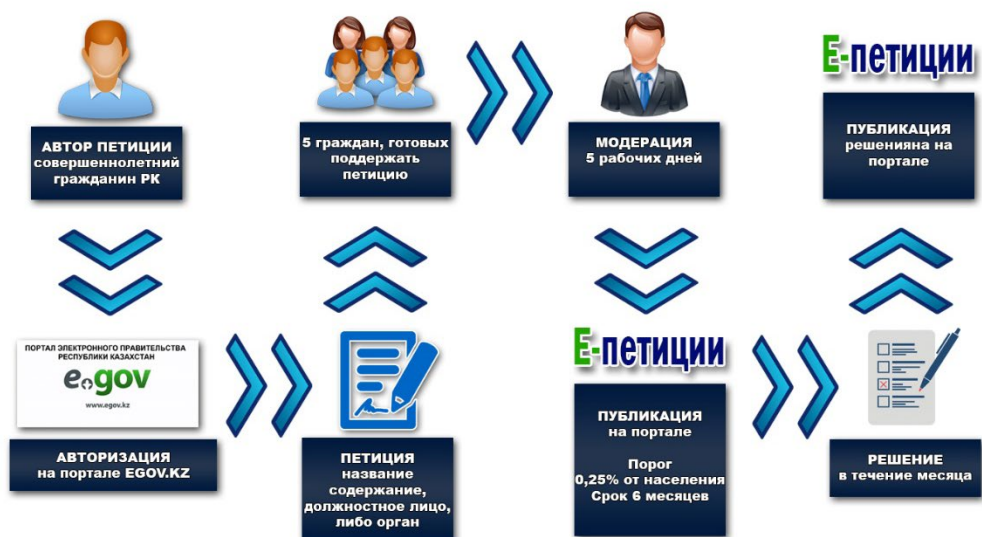 АВТОР ПЕТИЦИИ
совершеннолетний
гражданин РК
ПОРТАЛ ЭЛЕКТРОННОГО ПРАВИТЕЛЬСТВА
РЕСПУБЛИКИ КАЗАХСТАН
e.gov
www.egov.kz
АВТОРИЗАЦИЯ
на портале EGOV.KZ
ПЕТИЦИЯ
название
содержание,
должностное лицо,
либо орган
5 граждан, готовых
поддержать
петицию
МОДЕРАЦИЯ
5 рабочих дней
Е-петиции
ПУБЛИКАЦИЯ
на портале
Порог
0,25% от населения
Срок 6 месяцев
РЕШЕНИЕ
в течение месяца
Е-петиции
ПУБЛИКАЦИЯ
решенияна на
портале